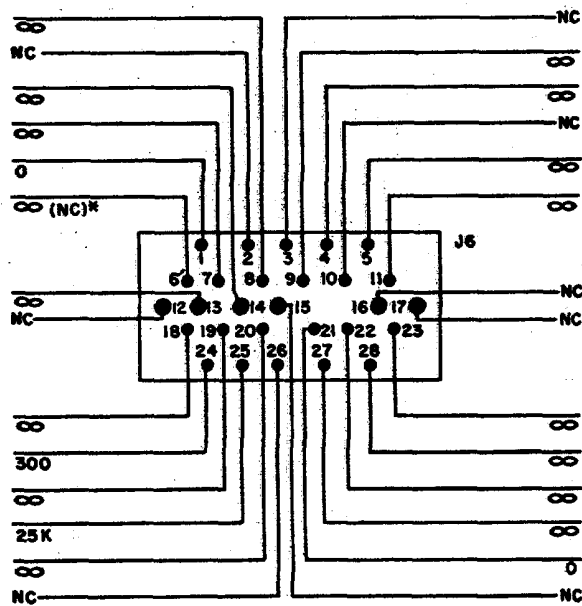 ∞ NC
NC ∞
∞ ∞
∞ NC
0 ∞
∞ (NC)* ∞
J6
1 2 3 4 5
6 7 8 9 10 11
∞ NC
12 13 14 15 16 17
NC NC
18 19 20 21 22 23
24 25 26 27 28
∞ ∞
300 ∞
∞ ∞
25K ∞
∞ 0
NC NC